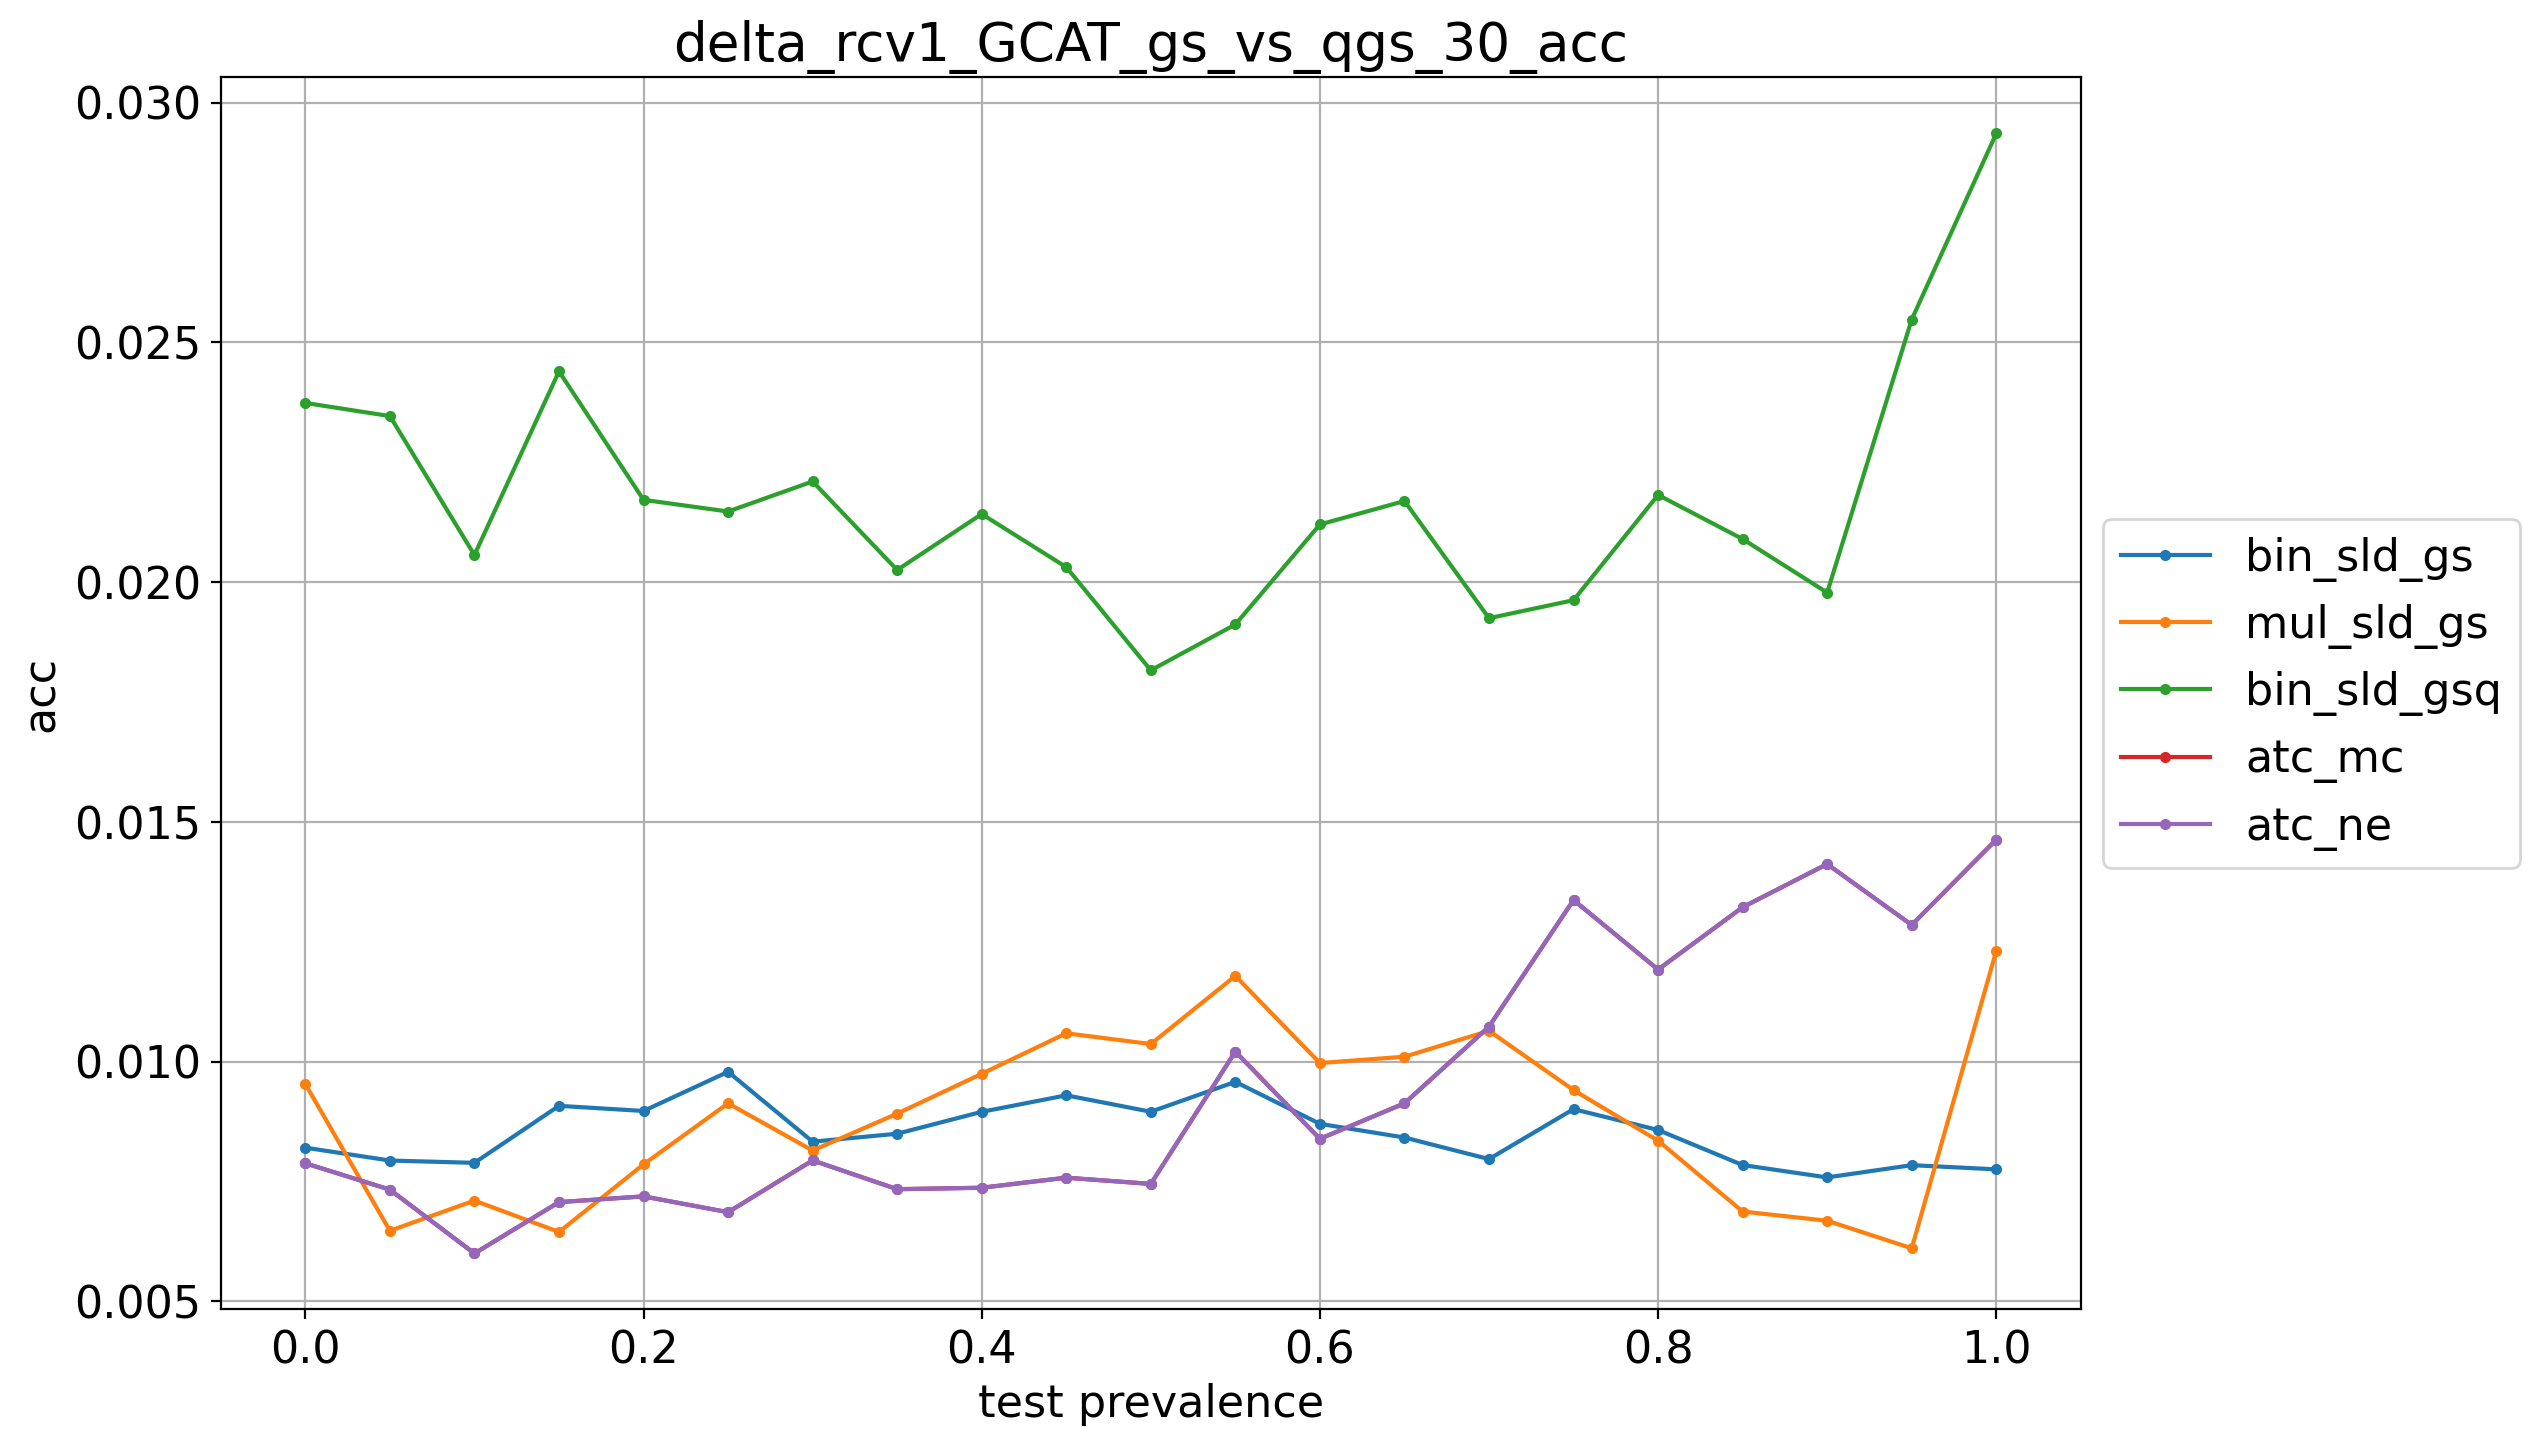 delta_rcv1_GCAT_gs_vs_qgs_30_acc
0.030
0.025
0.020
0.015
0.010
0.005
acc
0.0 0.2 0.4 0.6 0.8 1.0
test prevalence
bin_sld_gs
mul_sld_gs
bin_sld_gsq
atc_mc
atc_ne